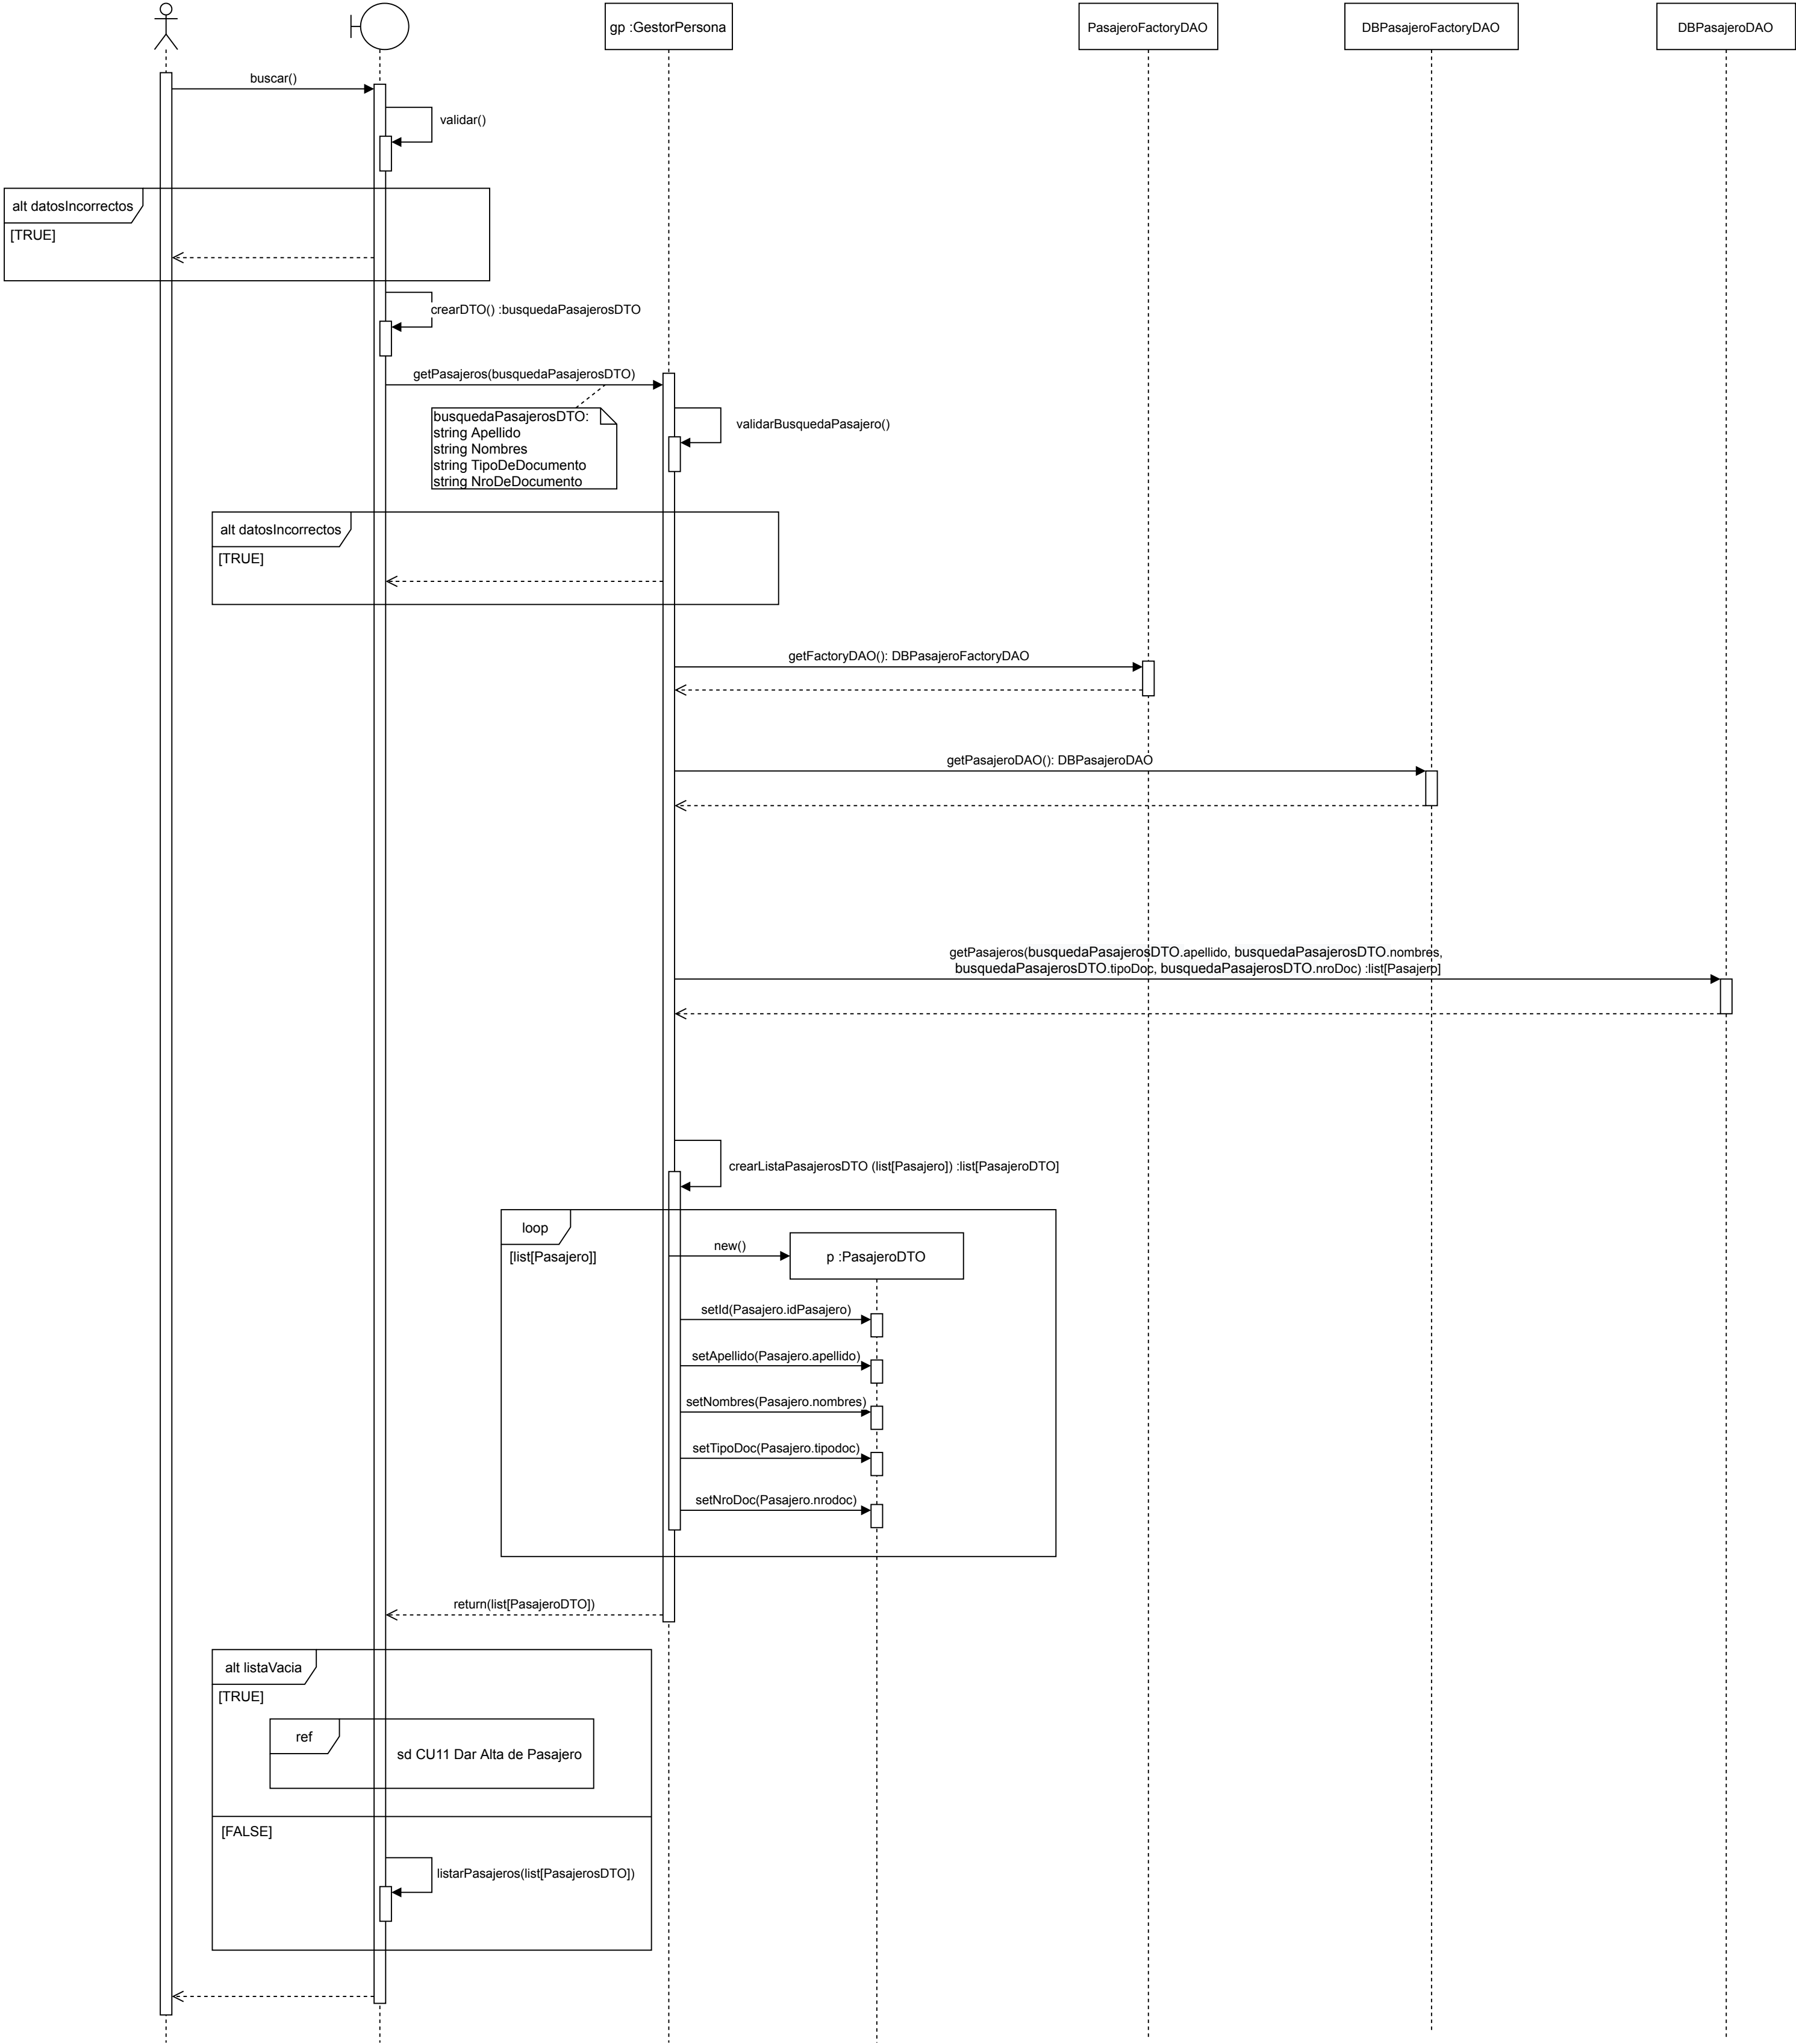 gp :GestorPersona
PasajeroFactoryDAO
DBPasajeroFactoryDAO
DBPasajeroDAO
buscar()
validar()
alt datosIncorrectos
[TRUE]
crearDTO() :busquedaPasajerosDTO
getPasajeros(busquedaPasajerosDTO)
busquedaPasajerosDTO:
string Apellido
string Nombres
string TipoDeDocumento
string NroDeDocumento
validarBusquedaPasajero()
alt datosIncorrectos
[TRUE]
getFactoryDAO(): DBPasajeroFactoryDAO
getPasajeroDAO(): DBPasajeroDAO
getPasajeros(busquedaPasajerosDTO.apellido, busquedaPasajerosDTO.nombres,
busquedaPasajerosDTO.tipoDoc, busquedaPasajerosDTO.nroDoc) :list[Pasajero]
crearListaPasajerosDTO (list[Pasajero]) :list[PasajeroDTO]
loop
[list[Pasajero]]
new()
p :PasajeroDTO
setId(Pasajero.idPasajero)
setApellido(Pasajero.apellido)
setNombres(Pasajero.nombres)
setTipoDoc(Pasajero.tipodoc)
setNroDoc(Pasajero.nrodoc)
return(list[PasajeroDTO])
alt listaVacia
[TRUE]
ref
sd CU11 Dar Alta de Pasajero
[FALSE]
listarPasajeros(list[PasajerosDTO])